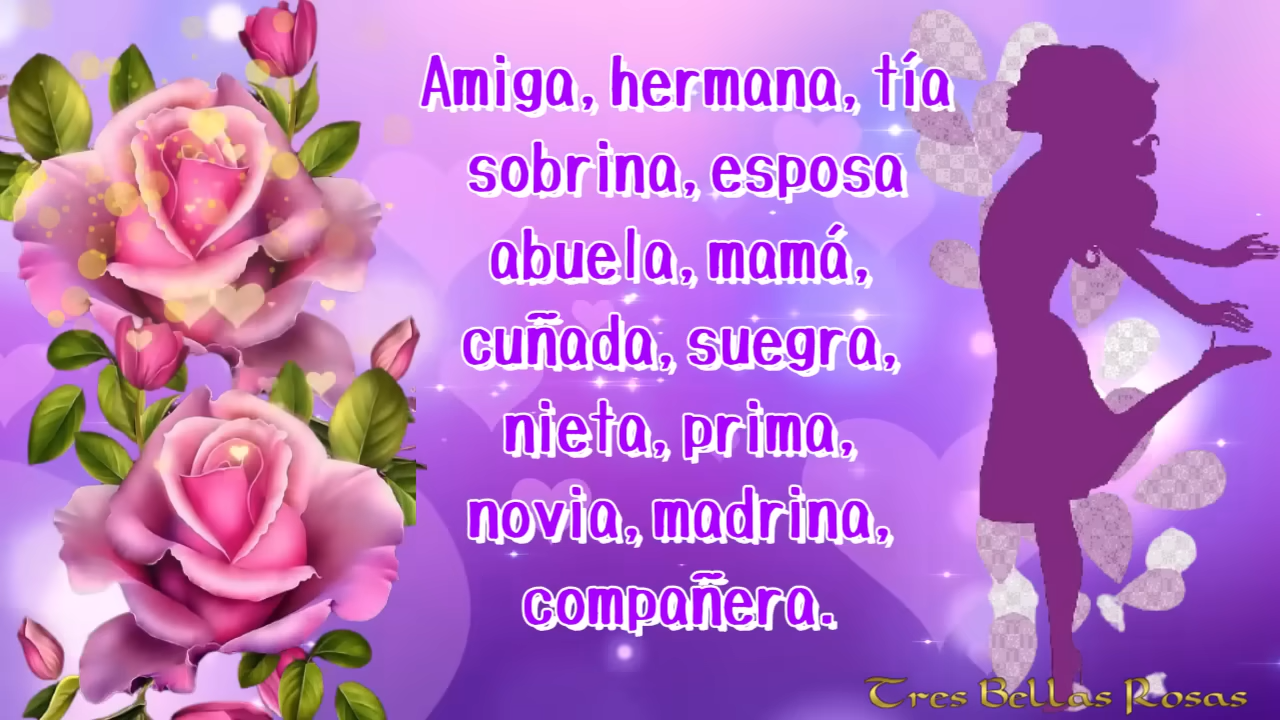 Amiga, hermana, tía
sobrina, esposa
abuela, mamá,
cuñada, suegra,
nieta, prima,
novia, madrina,
compañera.
Tres Bellas Rosas